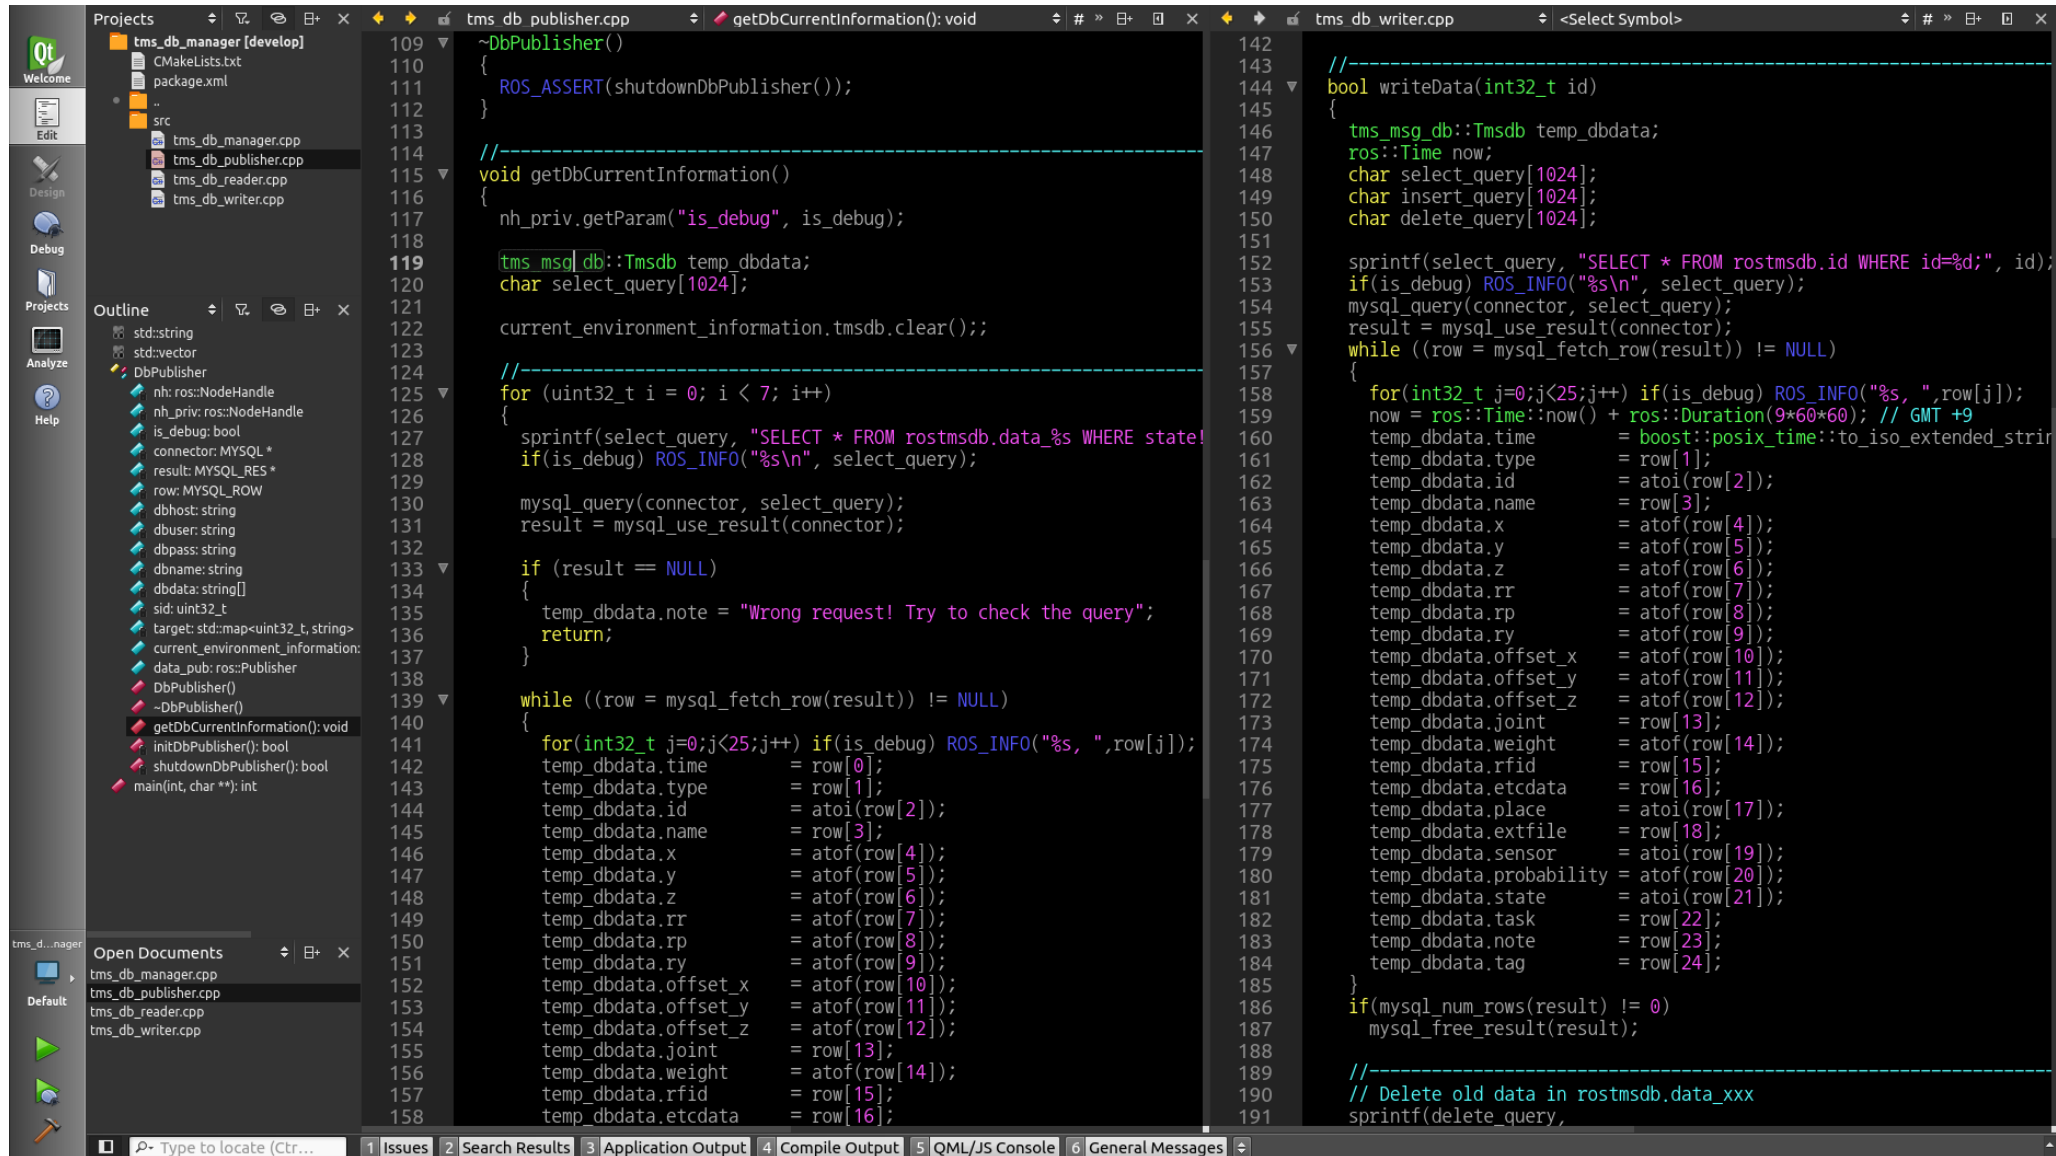 Projects
tms_db_manager [develop]
CMakeLists.txt
package.xml
..
src
tms_db_manager.cpp
tms_db_publisher.cpp
tms_db_reader.cpp
tms_db_writer.cpp
Qt
Welcome
Edit
Design
Debug
Projects
Analyze
Help
tms_d...nager
Default
Outline
std::string
std::vector
DbPublisher
nh: ros::NodeHandle
nh_priv: ros::NodeHandle
is_debug: bool
connector: MYSQL *
result: MYSQL_RES *
row: MYSQL_ROW
dbhost: string
dbuser: string
dbpass: string
dbname: string
dbdata: string[]
sid: uint32_t
target: std::map<uint32_t, string>
current_environment_information:
data_pub: ros::Publisher
DbPublisher()
~DbPublisher()
getDbCurrentInformation(): void
initDbPublisher(): bool
shutdownDbPublisher(): bool
main(int, char **): int
Open Documents
tms_db_manager.cpp
tms_db_publisher.cpp
tms_db_reader.cpp
tms_db_writer.cpp
tms_db_publisher.cpp getDbCurrentInformation(): void # »
109 ~DbPublisher()
110 {
111 ROS_ASSERT(shutdownDbPublisher());
112 }
113
114 //------------------------------------------------------------------
115 void getDbCurrentInformation()
116 {
117 nh_priv.getParam("is_debug", is_debug);
118
119 tms_msg_db::Tmsdb temp_dbdata;
120 char select_query[1024];
121
122 current_environment_information.tmsdb.clear();;
123
124 //------------------------------------------------------------------
125 for (uint32_t i = 0; i < 7; i++)
126 {
127 sprintf(select_query, "SELECT * FROM rostmsdb.data_%s WHERE state!
128 if(is_debug) ROS_INFO("%s\n", select_query);
129
130 mysql_query(connector, select_query);
131 result = mysql_use_result(connector);
132
133 if (result == NULL)
134 {
135 temp_dbdata.note = "Wrong request! Try to check the query";
136 return;
137 }
138
139 while ((row = mysql_fetch_row(result)) != NULL)
140 {
141 for(int32_t j=0;j<25;j++) if(is_debug) ROS_INFO("%s, ",row[j]);
142 temp_dbdata.time = row[0];
143 temp_dbdata.type = row[1];
144 temp_dbdata.id = atoi(row[2]);
145 temp_dbdata.name = row[3];
146 temp_dbdata.x = atof(row[4]);
147 temp_dbdata.y = atof(row[5]);
148 temp_dbdata.z = atof(row[6]);
149 temp_dbdata.rr = atof(row[7]);
150 temp_dbdata.rp = atof(row[8]);
151 temp_dbdata.ry = atof(row[9]);
152 temp_dbdata.offset_x = atof(row[10]);
153 temp_dbdata.offset_y = atof(row[11]);
154 temp_dbdata.offset_z = atof(row[12]);
155 temp_dbdata.joint = row[13];
156 temp_dbdata.weight = atof(row[14]);
157 temp_dbdata.rfid = row[15];
158 temp_dbdata.etcdata = row[16];
tms_db_writer.cpp <Select Symbol> # »
142
143 //------------------------------------------------------------------
144 bool writeData(int32_t id)
145 {
146 tms_msg_db::Tmsdb temp_dbdata;
147 ros::Time now;
148 char select_query[1024];
149 char insert_query[1024];
150 char delete_query[1024];
151
152 sprintf(select_query, "SELECT * FROM rostmsdb.id WHERE id=%d;", id);
153 if(is_debug) ROS_INFO("%s\n", select_query);
154 mysql_query(connector, select_query);
155 result = mysql_use_result(connector);
156 while ((row = mysql_fetch_row(result)) != NULL)
157 {
158 for(int32_t j=0;j<25;j++) if(is_debug) ROS_INFO("%s, ",row[j]);
159 now = ros::Time::now() + ros::Duration(9*60*60); // GMT +9
160 temp_dbdata.time = boost::posix_time::to_iso_extended_strin
161 temp_dbdata.type = row[1];
162 temp_dbdata.id = atoi(row[2]);
163 temp_dbdata.name = row[3];
164 temp_dbdata.x = atof(row[4]);
165 temp_dbdata.y = atof(row[5]);
166 temp_dbdata.z = atof(row[6]);
167 temp_dbdata.rr = atof(row[7]);
168 temp_dbdata.rp = atof(row[8]);
169 temp_dbdata.ry = atof(row[9]);
170 temp_dbdata.offset_x = atof(row[10]);
171 temp_dbdata.offset_y = atof(row[11]);
172 temp_dbdata.offset_z = atof(row[12]);
173 temp_dbdata.joint = row[13];
174 temp_dbdata.weight = atof(row[14]);
175 temp_dbdata.rfid = row[15];
176 temp_dbdata.etcdata = row[16];
177 temp_dbdata.place = atoi(row[17]);
178 temp_dbdata.extfile = row[18];
179 temp_dbdata.sensor = atoi(row[19]);
180 temp_dbdata.probability = atof(row[20]);
181 temp_dbdata.state = atoi(row[21]);
182 temp_dbdata.task = row[22];
183 temp_dbdata.note = row[23];
184 temp_dbdata.tag = row[24];
185 }
186 if(mysql_num_rows(result) != 0)
187 mysql_free_result(result);
188
189 //------------------------------------------------------------------
190 // Delete old data in rostmsdb.data_xxx
191 sprintf(delete_query,
Type to locate (Ctr... 1 Issues 2 Search Results 3 Application Output 4 Compile Output 5 QML/JS Console 6 General Messages